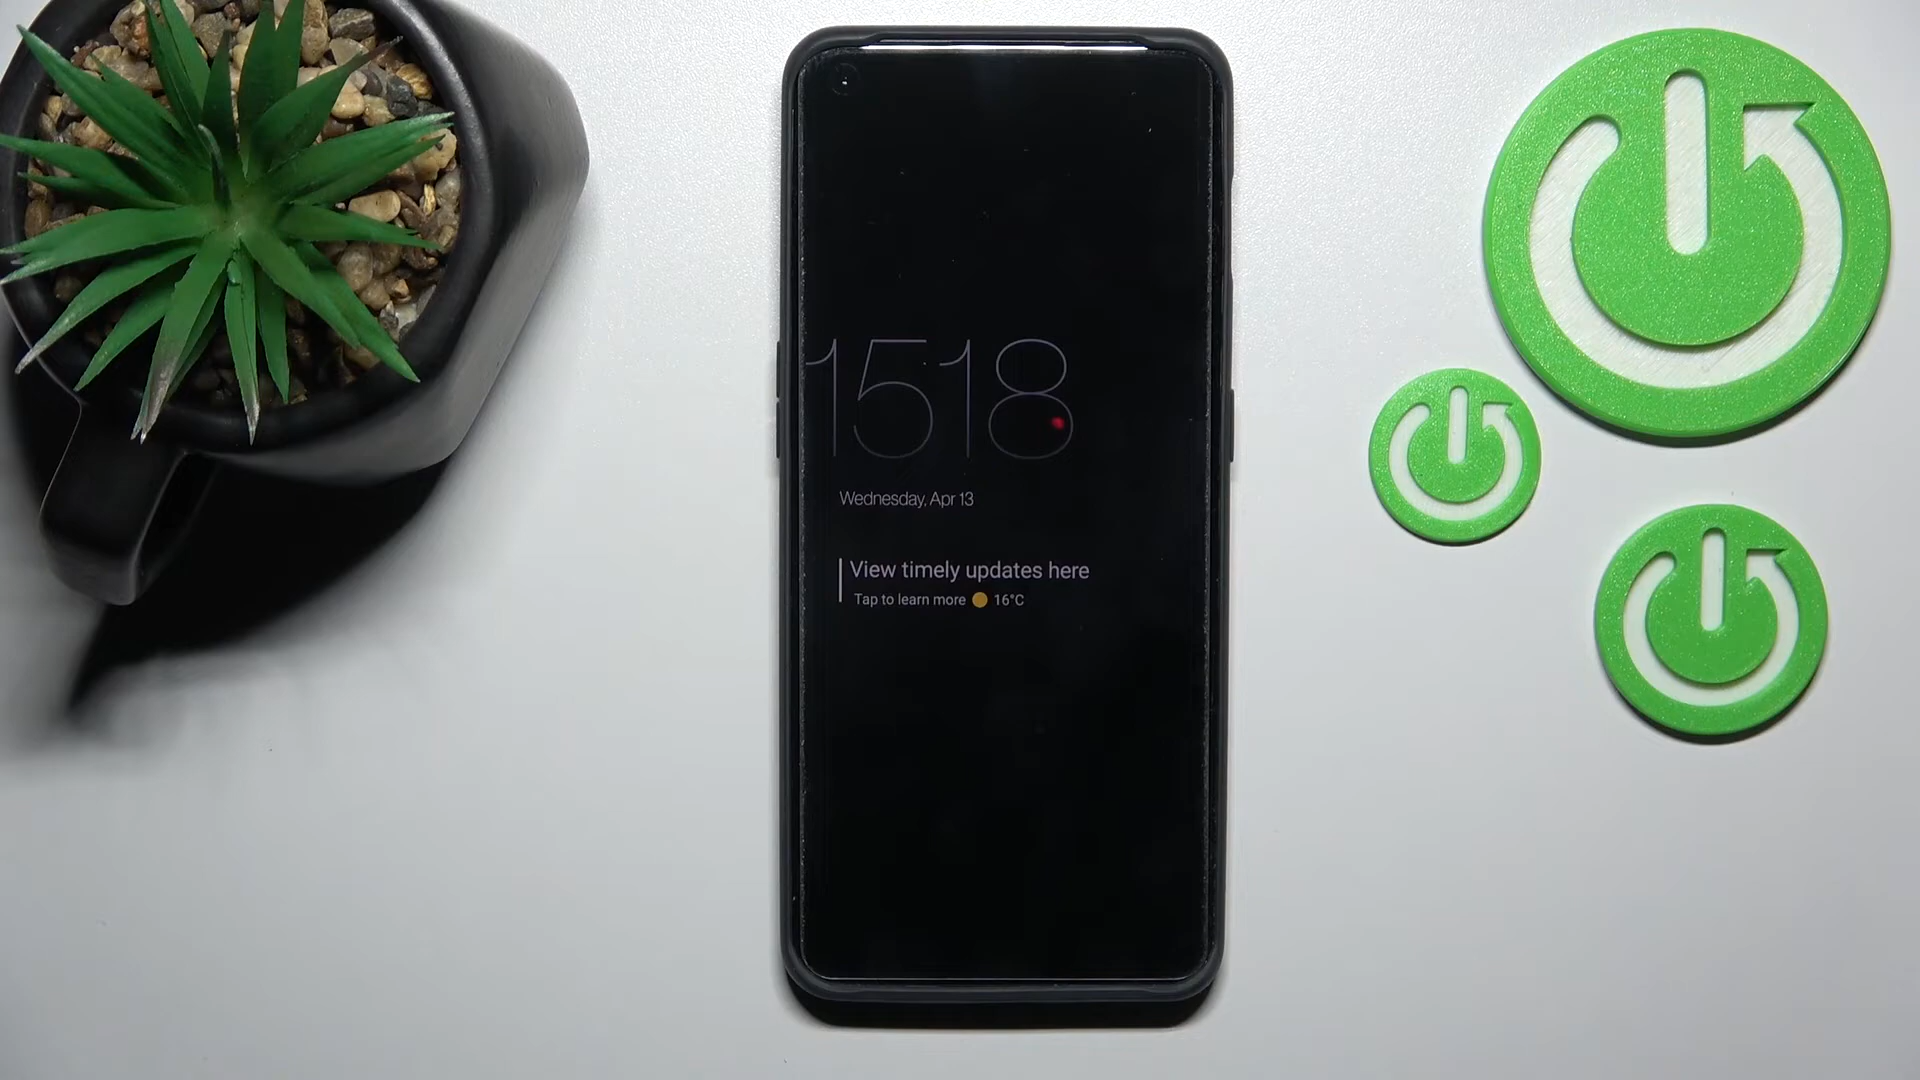 1518
Wednesday, Apr 13
View timely updates here
Tap to learn more 16°C